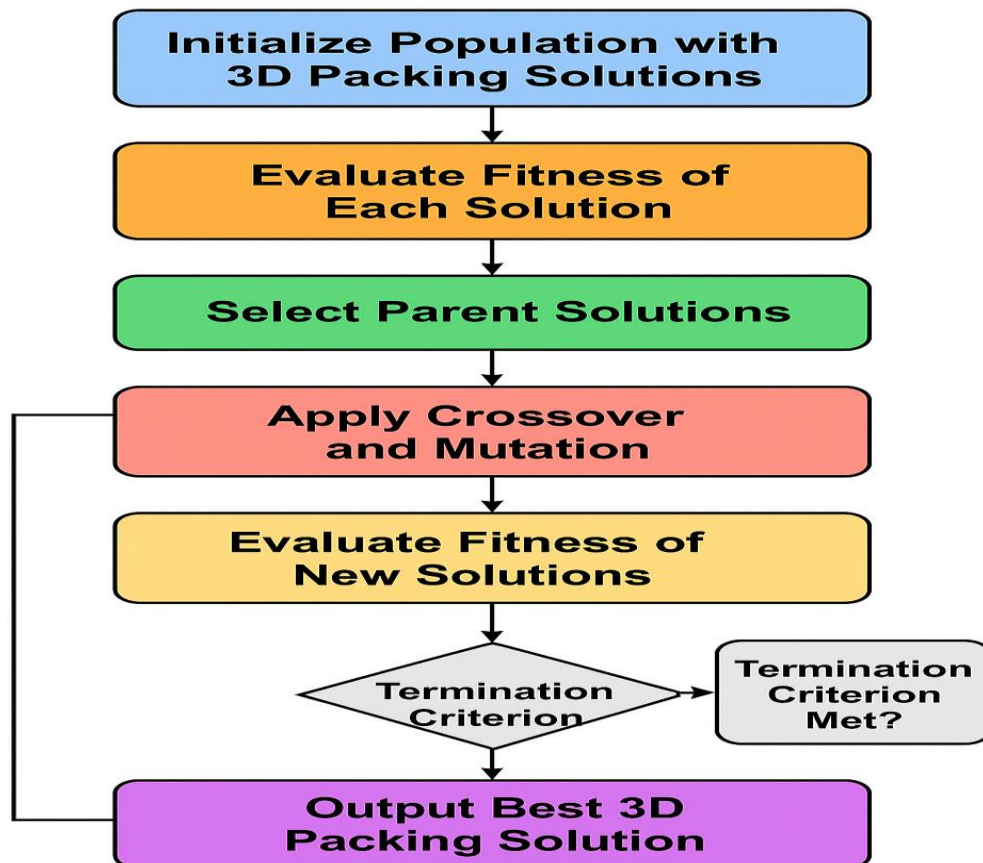 Initialize Population with
3D Packing Solutions
Evaluate Fitness of
Each Solution
Select Parent Solutions
Apply Crossover
and Mutation
Evaluate Fitness of
New Solutions
Termination
Criterion
Termination
Criterion
Met?
Output Best 3D
Packing Solution